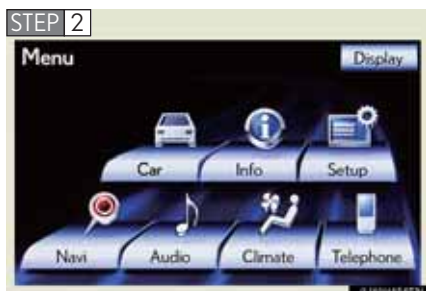 STEP 2
Menu
Display
Car
Info
Setup
Navi
Audio
Climate
Telephone